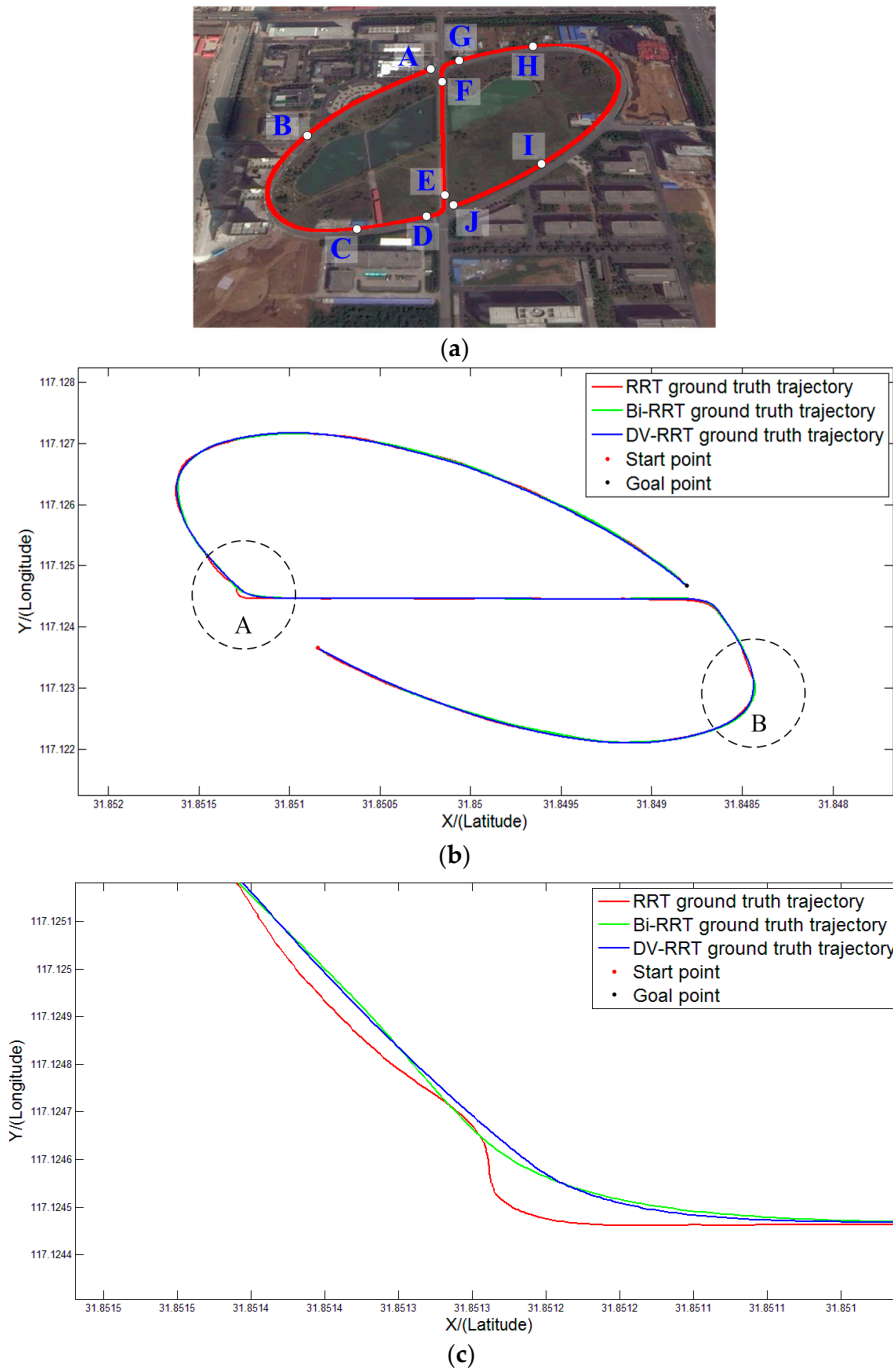 G
A
H
F
B
I
E
J
D
C
(a)
117.128
117.127
117.126
117.125
117.124
117.123
117.122
Y/(Longitude)
RRT ground truth trajectory
Bi-RRT ground truth trajectory
DV-RRT ground truth trajectory
Start point
Goal point
A
B
31.852 31.8515 31.851 31.8505 31.85 31.8495 31.849 31.8485 31.848
X/(Latitude)
(b)
117.1251
117.125
117.1249
117.1248
117.1247
117.1246
117.1245
117.1244
Y/(Longitude)
RRT ground truth trajectory
Bi-RRT ground truth trajectory
DV-RRT ground truth trajectory
Start point
Goal point
31.8515 31.8515 31.8514 31.8514 31.8513 31.8513 31.8512 31.8512 31.8511 31.8511 31.851
X/(Latitude)
(c)